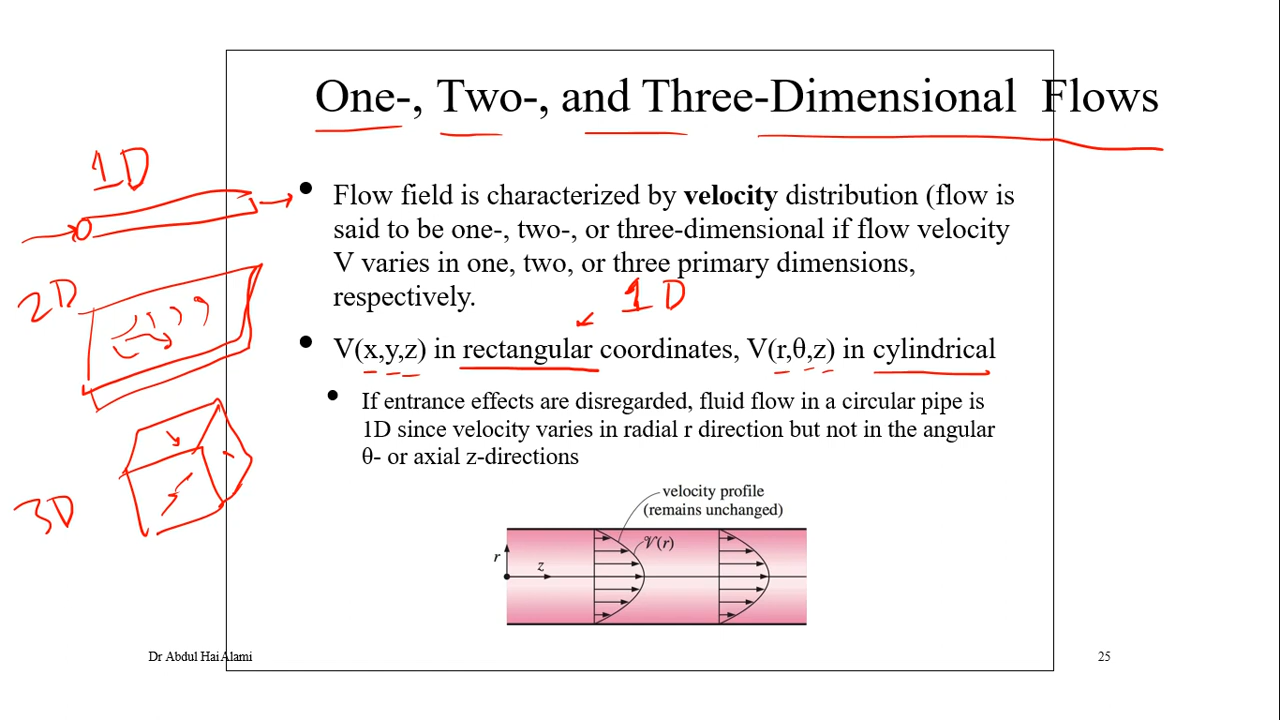 One-, Two-, and Three-Dimensional Flows
1D
2D
3D
• Flow field is characterized by velocity distribution (flow is
said to be one-, two-, or three-dimensional if flow velocity
V varies in one, two, or three primary dimensions,
respectively.
1D
• V(x,y,z) in rectangular coordinates, V(r,θ,z) in cylindrical
• If entrance effects are disregarded, fluid flow in a circular pipe is
1D since velocity varies in radial r direction but not in the angular
θ- or axial z-directions
velocity profile
(remains unchanged)
𝒱(r)
r
z
Dr Abdul Hai Alami
25